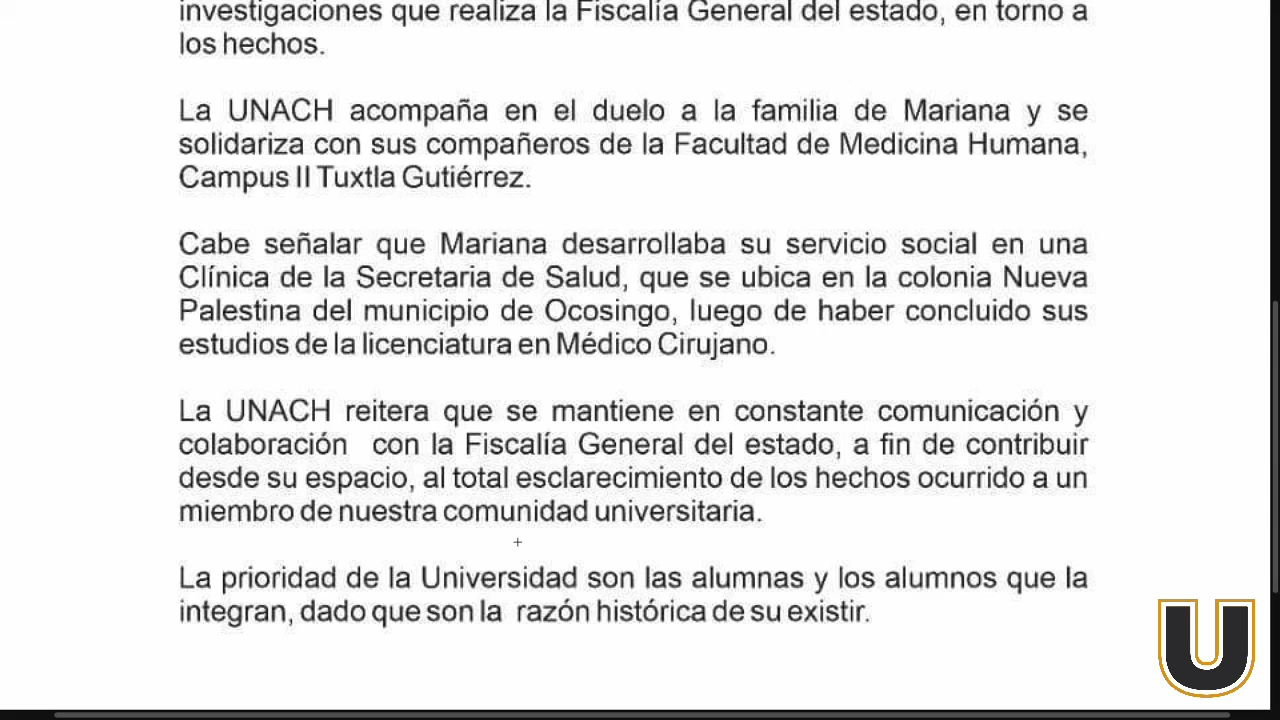 investigaciones que realiza la Fiscalía General del estado, en torno a
los hechos.
La UNACH acompaña en el duelo a la familia de Mariana y se
solidariza con sus compañeros de la Facultad de Medicina Humana,
Campus II Tuxtla Gutiérrez.
Cabe señalar que Mariana desarrollaba su servicio social en una
Clínica de la Secretaria de Salud, que se ubica en la colonia Nueva
Palestina del municipio de Ocosingo, luego de haber concluido sus
estudios de la licenciatura en Médico Cirujano.
La UNACH reitera que se mantiene en constante comunicación y
colaboración con la Fiscalía General del estado, a fin de contribuir
desde su espacio, al total esclarecimiento de los hechos ocurrido a un
miembro de nuestra comunidad universitaria.
La prioridad de la Universidad son las alumnas y los alumnos que la
integran, dado que son la razón histórica de su existir.
U